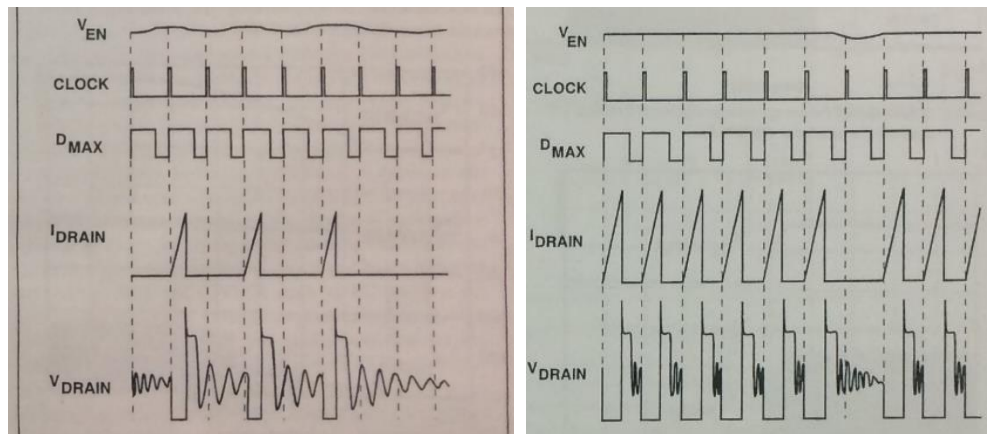 VEN
CLOCK
DMAX
IDRAIN
VDRAIN
VEN
CLOCK
DMAX
IDRAIN
VDRAIN